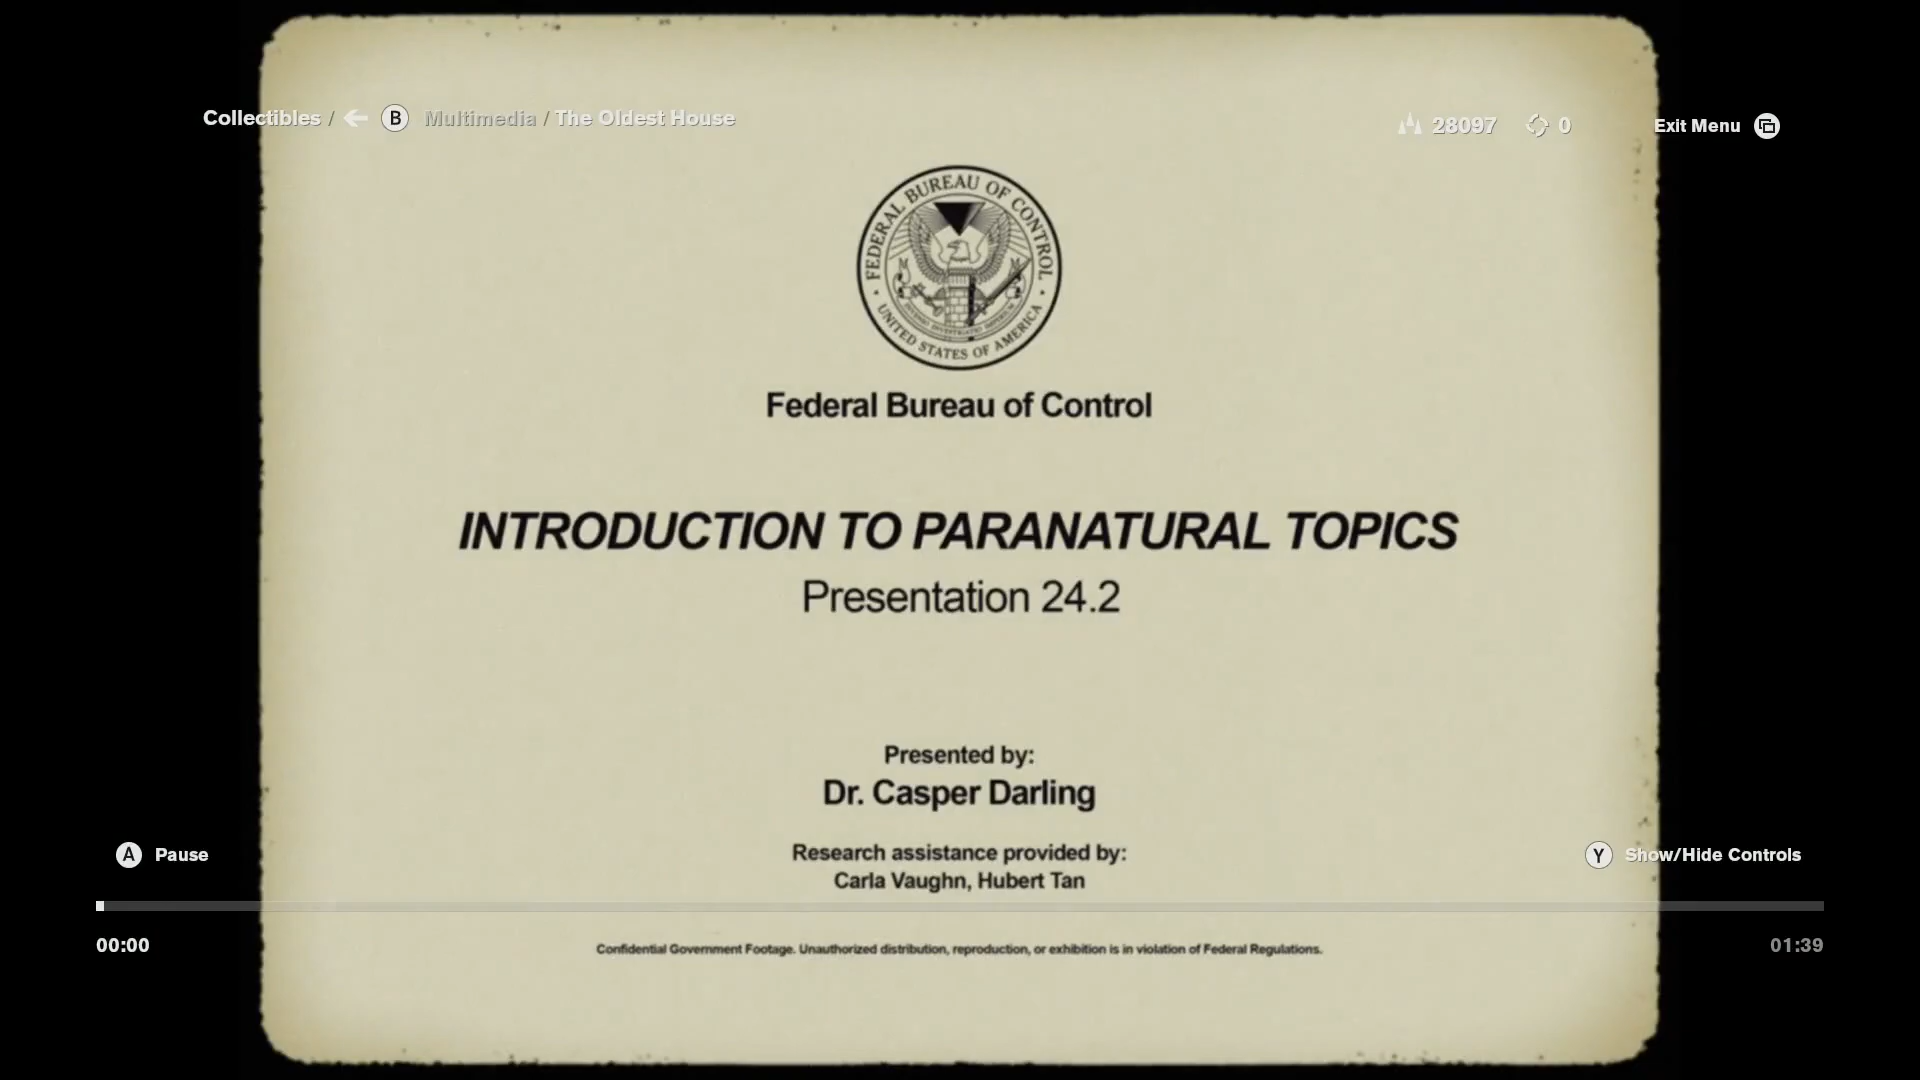 Collectibles / B Multimedia / The Oldest House
28097 0
Exit Menu
FEDERAL BUREAU OF CONTROL
UNITED STATES OF AMERICA
Federal Bureau of Control
INTRODUCTION TO PARANATURAL TOPICS
Presentation 24.2
Presented by:
Dr. Casper Darling
A Pause
Y Show/Hide Controls
Research assistance provided by:
Carla Vaughn, Hubert Tan
00:00
01:39
Confidential Government Footage. Unauthorized distribution, reproduction, or exhibition is in violation of Federal Regulations.